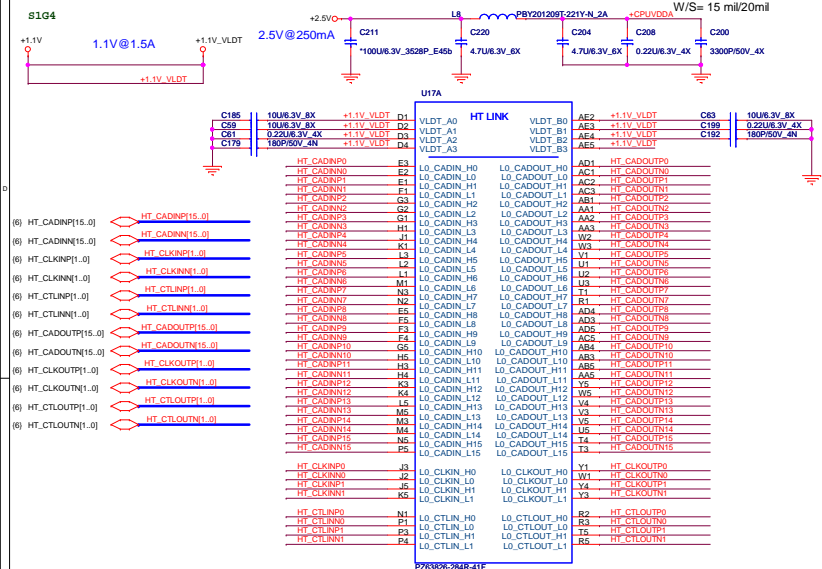 W/S= 15 mil/20mil
S1G4
+1.1V
1.1V@1.5A
+1.1V_VLDT
+1.1V_VLDT
+2.5V
2.5V@250mA
L8
PBY201209T-221Y-N_2A
+CPUVDDA
C211
*100U/6.3V_3528P_E45b
C220
4.7U/6.3V_6X
C204
4.7U/6.3V_6X
C208
0.22U/6.3V_4X
C200
3300P/50V_4X
U17A
HT LINK
C185 10U/6.3V_8X +1.1V_VLDT D1 VLDT_A0 VLDT_B0 AE2 +1.1V_VLDT C63 10U/6.3V_8X
C59 10U/6.3V_8X +1.1V_VLDT D2 VLDT_A1 VLDT_B1 AE3 +1.1V_VLDT C199 0.22U/6.3V_4X
C61 0.22U/6.3V_4X +1.1V_VLDT D3 VLDT_A2 VLDT_B2 AE4 +1.1V_VLDT C192 180P/50V_4N
C179 180P/50V_4N +1.1V_VLDT D4 VLDT_A3 VLDT_B3 AE5 +1.1V_VLDT
HT_CADINP0 E3 L0_CADIN_H0 L0_CADOUT_H0 AD1 HT_CADOUTP0
HT_CADINN0 E2 L0_CADIN_L0 L0_CADOUT_L0 AC1 HT_CADOUTN0
HT_CADINP1 E1 L0_CADIN_H1 L0_CADOUT_H1 AC2 HT_CADOUTP1
HT_CADINN1 F1 L0_CADIN_L1 L0_CADOUT_L1 AC3 HT_CADOUTN1
HT_CADINP2 G3 L0_CADIN_H2 L0_CADOUT_H2 AB1 HT_CADOUTP2
HT_CADINN2 G2 L0_CADIN_L2 L0_CADOUT_L2 AA1 HT_CADOUTN2
HT_CADINP3 G1 L0_CADIN_H3 L0_CADOUT_H3 AA2 HT_CADOUTP3
HT_CADINN3 H1 L0_CADIN_L3 L0_CADOUT_L3 AA3 HT_CADOUTN3
HT_CADINP4 J1 L0_CADIN_H4 L0_CADOUT_H4 W2 HT_CADOUTP4
HT_CADINN4 K1 L0_CADIN_L4 L0_CADOUT_L4 W3 HT_CADOUTN4
HT_CADINP5 L3 L0_CADIN_H5 L0_CADOUT_H5 V1 HT_CADOUTP5
HT_CADINN5 L2 L0_CADIN_L5 L0_CADOUT_L5 U1 HT_CADOUTN5
HT_CADINP6 L1 L0_CADIN_H6 L0_CADOUT_H6 U2 HT_CADOUTP6
HT_CADINN6 M1 L0_CADIN_L6 L0_CADOUT_L6 U3 HT_CADOUTN6
HT_CADINP7 N3 L0_CADIN_H7 L0_CADOUT_H7 T1 HT_CADOUTP7
HT_CADINN7 N2 L0_CADIN_L7 L0_CADOUT_L7 R1 HT_CADOUTN7
HT_CADINP8 E5 L0_CADIN_H8 L0_CADOUT_H8 AD4 HT_CADOUTP8
HT_CADINN8 F5 L0_CADIN_L8 L0_CADOUT_L8 AD3 HT_CADOUTN8
HT_CADINP9 F3 L0_CADIN_H9 L0_CADOUT_H9 AD5 HT_CADOUTP9
HT_CADINN9 F4 L0_CADIN_L9 L0_CADOUT_L9 AC5 HT_CADOUTN9
HT_CADINP10 G5 L0_CADIN_H10 L0_CADOUT_H10 AB4 HT_CADOUTP10
HT_CADINN10 H5 L0_CADIN_L10 L0_CADOUT_L10 AB3 HT_CADOUTN10
HT_CADINP11 H3 L0_CADIN_H11 L0_CADOUT_H11 AB5 HT_CADOUTP11
HT_CADINN11 H4 L0_CADIN_L11 L0_CADOUT_L11 AA5 HT_CADOUTN11
HT_CADINP12 K3 L0_CADIN_H12 L0_CADOUT_H12 Y5 HT_CADOUTP12
HT_CADINN12 K4 L0_CADIN_L12 L0_CADOUT_L12 W5 HT_CADOUTN12
HT_CADINP13 L5 L0_CADIN_H13 L0_CADOUT_H13 V4 HT_CADOUTP13
HT_CADINN13 M5 L0_CADIN_L13 L0_CADOUT_L13 V3 HT_CADOUTN13
HT_CADINP14 M3 L0_CADIN_H14 L0_CADOUT_H14 V5 HT_CADOUTP14
HT_CADINN14 M4 L0_CADIN_L14 L0_CADOUT_L14 U5 HT_CADOUTN14
HT_CADINP15 N5 L0_CADIN_H15 L0_CADOUT_H15 T4 HT_CADOUTP15
HT_CADINN15 P5 L0_CADIN_L15 L0_CADOUT_L15 T3 HT_CADOUTN15
HT_CLKINP0 J3 L0_CLKIN_H0 L0_CLKOUT_H0 Y1 HT_CLKOUTP0
HT_CLKINN0 J2 L0_CLKIN_L0 L0_CLKOUT_L0 W1 HT_CLKOUTN0
HT_CLKINP1 J5 L0_CLKIN_H1 L0_CLKOUT_H1 Y4 HT_CLKOUTP1
HT_CLKINN1 K5 L0_CLKIN_L1 L0_CLKOUT_L1 Y3 HT_CLKOUTN1
HT_CTLINP0 N1 L0_CTLIN_H0 L0_CTLOUT_H0 R2 HT_CTLOUTP0
HT_CTLINN0 P1 L0_CTLIN_L0 L0_CTLOUT_L0 R3 HT_CTLOUTN0
HT_CTLINP1 P3 L0_CTLIN_H1 L0_CTLOUT_H1 T5 HT_CTLOUTP1
HT_CTLINN1 P4 L0_CTLIN_L1 L0_CTLOUT_L1 R5 HT_CTLOUTN1
PZ63826-284R-41F
D
(6) HT_CADINP[15..0] HT_CADINP[15..0]
(6) HT_CADINN[15..0] HT_CADINN[15..0]
(6) HT_CLKINP[1..0] HT_CLKINP[1..0]
(6) HT_CLKINN[1..0] HT_CLKINN[1..0]
(6) HT_CTLINP[1..0] HT_CTLINP[1..0]
(6) HT_CTLINN[1..0] HT_CTLINN[1..0]
(6) HT_CADOUTP[15..0] HT_CADOUTP[15..0]
(6) HT_CADOUTN[15..0] HT_CADOUTN[15..0]
(6) HT_CLKOUTP[1..0] HT_CLKOUTP[1..0]
(6) HT_CLKOUTN[1..0] HT_CLKOUTN[1..0]
(6) HT_CTLOUTP[1..0] HT_CTLOUTP[1..0]
(6) HT_CTLOUTN[1..0] HT_CTLOUTN[1..0]